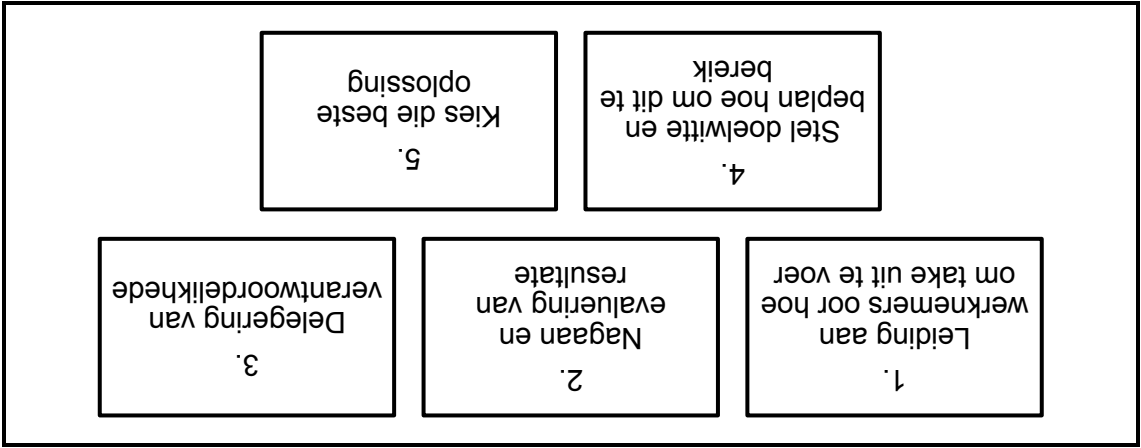 1.
Leiding aan
werknemers oor hoe
om take uit te voer
2.
Nagaan en
evaluering van
resultate
3.
Delegering van
verantwoordelikhede
4.
Stel doelwitte en
beplan hoe om dit te
bereik
5.
Kies die beste
oplossing